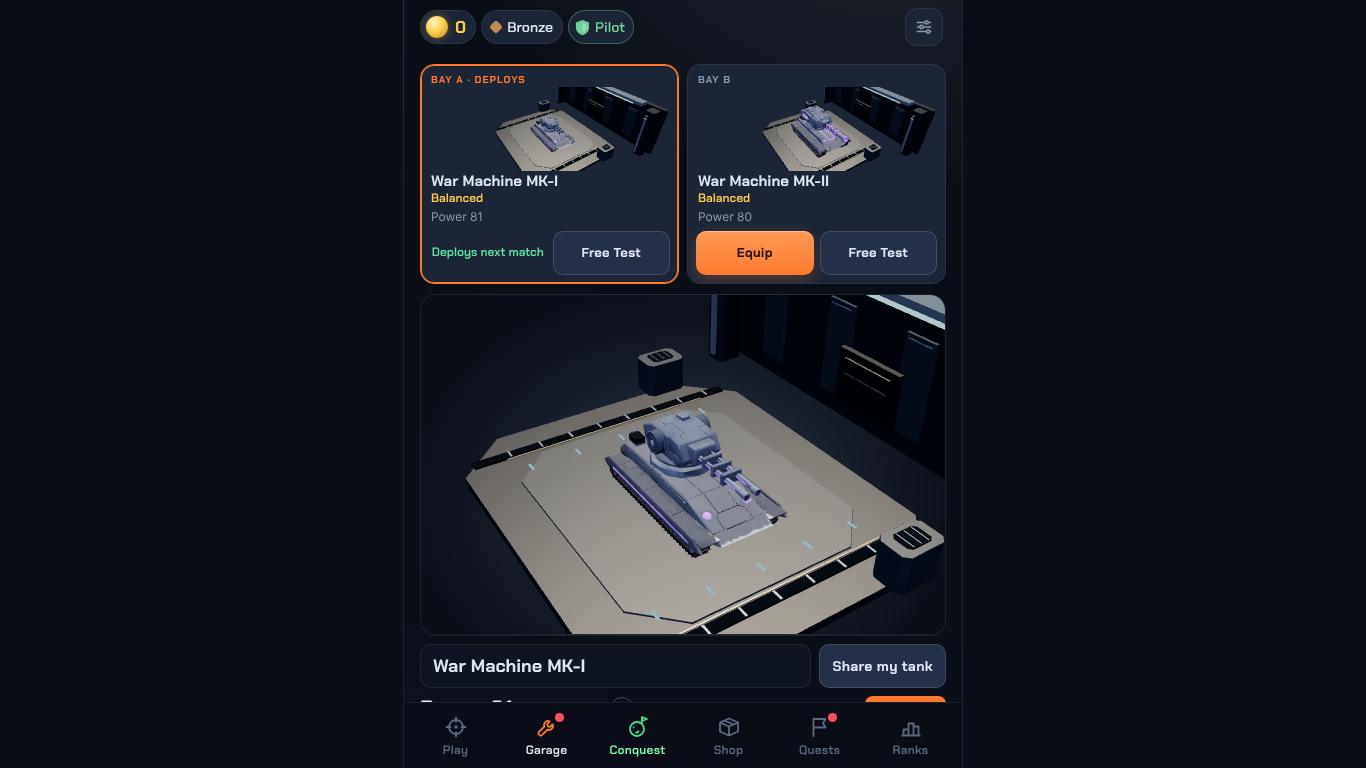 0 Bronze Pilot
BAY A · DEPLOYS
War Machine MK-I
Balanced
Power 81
Deploys next match Free Test
BAY B
War Machine MK-II
Balanced
Power 80
Equip Free Test
War Machine MK-I Share my tank
Play Garage Conquest Shop Quests Ranks